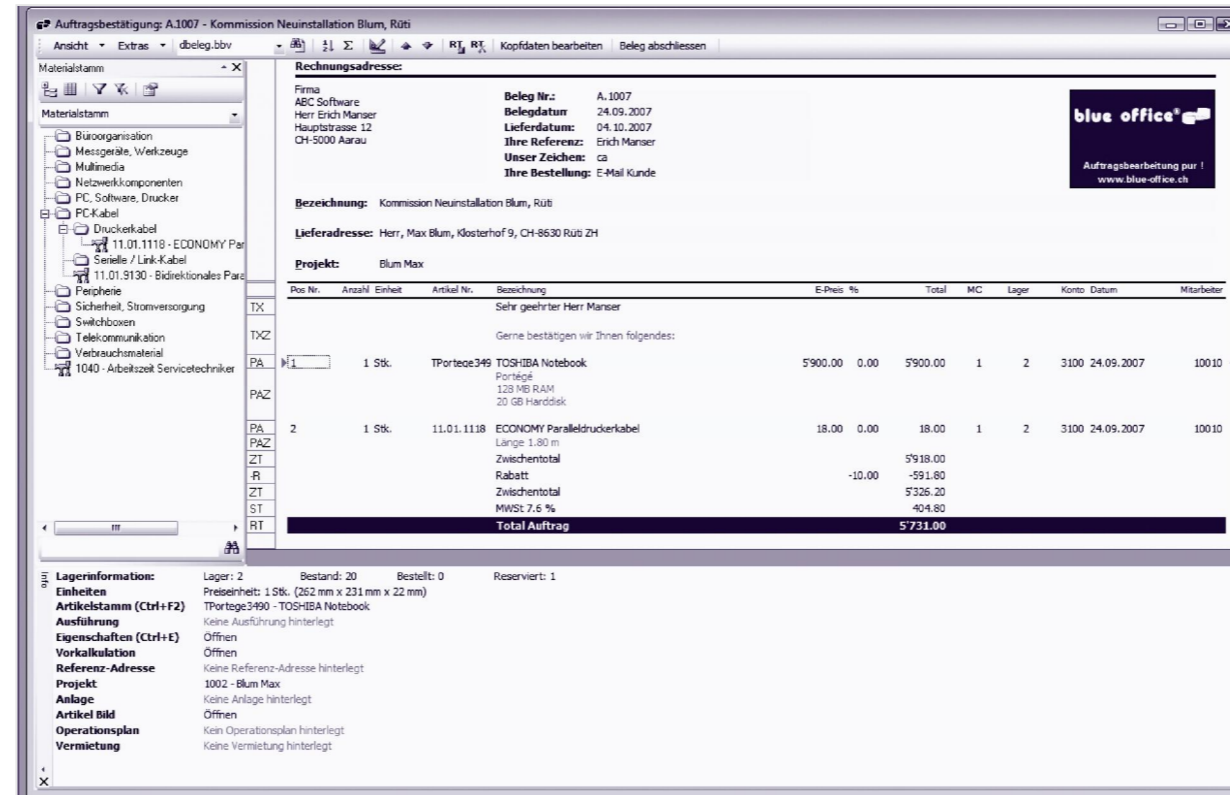 Auftragsbestätigung: A.1007 - Kommission Neuinstallation Blum, Rüti
Ansicht Extras dbeleg.bbv Σ RT RT Kopfdaten bearbeiten Beleg abschliessen
Materialstamm
Materialstamm
Büroorganisation
Messgeräte, Werkzeuge
Multimedia
Netzwerkkomponenten
PC, Software, Drucker
PC-Kabel
Druckerkabel
11.01.1118 - ECONOMY Par
Serielle / Link-Kabel
11.01.9130 - Bidirektionales Para
Peripherie
Sicherheit, Stromversorgung
Switchboxen
Telekommunikation
Verbrauchsmaterial
1040 - Arbeitszeit Servicetechniker
Rechnungsadresse:
Firma
ABC Software
Herr Erich Manser
Hauptstrasse 12
CH-5000 Aarau
Beleg Nr.: A.1007
Belegdatum 24.09.2007
Lieferdatum: 04.10.2007
Ihre Referenz: Erich Manser
Unser Zeichen: ca
Ihre Bestellung: E-Mail Kunde
blue office®
Auftragsbearbeitung pur !
www.blue-office.ch
Bezeichnung: Kommission Neuinstallation Blum, Rüti
Lieferadresse: Herr, Max Blum, Klosterhof 9, CH-8630 Rüti ZH
Projekt: Blum Max
Pos Nr. Anzahl Einheit Artikel Nr. Bezeichnung E-Preis % Total MC Lager Konto Datum Mitarbeiter
TX Sehr geehrter Herr Manser
TXZ Gerne bestätigen wir Ihnen folgendes:
PA 1 1 Stk. TPortege349 TOSHIBA Notebook 5'900.00 0.00 5'900.00 1 2 3100 24.09.2007 10010
Portégé
PAZ 128 MB RAM
20 GB Harddisk
PA 2 1 Stk. 11.01.1118 ECONOMY Paralleldruckerkabel 18.00 0.00 18.00 1 2 3100 24.09.2007 10010
PAZ Länge 1.80 m
ZT Zwischentotal 5'918.00
-R Rabatt -10.00 -591.80
ZT Zwischentotal 5'326.20
ST MWSt 7.6 % 404.80
RT Total Auftrag 5'731.00
Info
Lagerinformation: Lager: 2 Bestand: 20 Bestellt: 0 Reserviert: 1
Einheiten Preiseinheit: 1 Stk. (262 mm x 231 mm x 22 mm)
Artikelstamm (Ctrl+F2) TPortege3490 - TOSHIBA Notebook
Ausführung Keine Ausführung hinterlegt
Eigenschaften (Ctrl+E) Öffnen
Vorkalkulation Öffnen
Referenz-Adresse Keine Referenz-Adresse hinterlegt
Projekt 1002 - Blum Max
Anlage Keine Anlage hinterlegt
Artikel Bild Öffnen
Operationsplan Kein Operationsplan hinterlegt
Vermietung Keine Vermietung hinterlegt